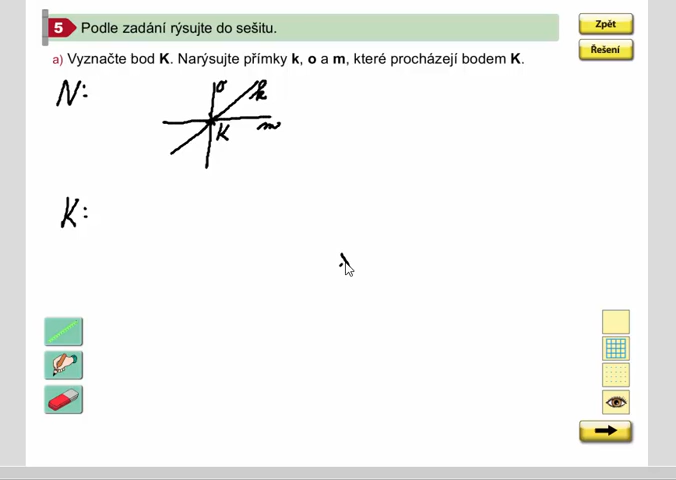 5 Podle zadání rýsujte do sešitu.
Zpět
Řešení
a) Vyznačte bod K. Narýsujte přímky k, o a m, které procházejí bodem K.
N:
o
k
m
K
K: